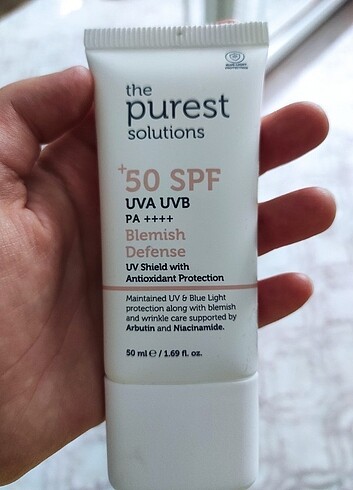 the
purest
solutions
+50 SPF
UVA UVB
PA ++++
Blemish
Defense
UV Shield with
Antioxidant Protection
Maintained UV & Blue Light
protection along with blemish
and wrinkle care supported by
Arbutin and Niacinamide.
50 ml ℮ / 1.69 fl. oz.